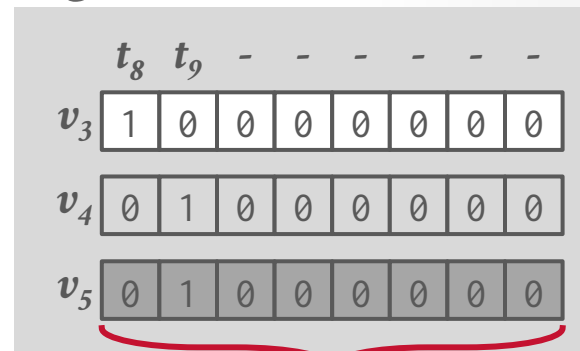 t₈ t₉ - - - - - -
v₃ 1 0 0 0 0 0 0 0
v₄ 0 1 0 0 0 0 0 0
v₅ 0 1 0 0 0 0 0 0